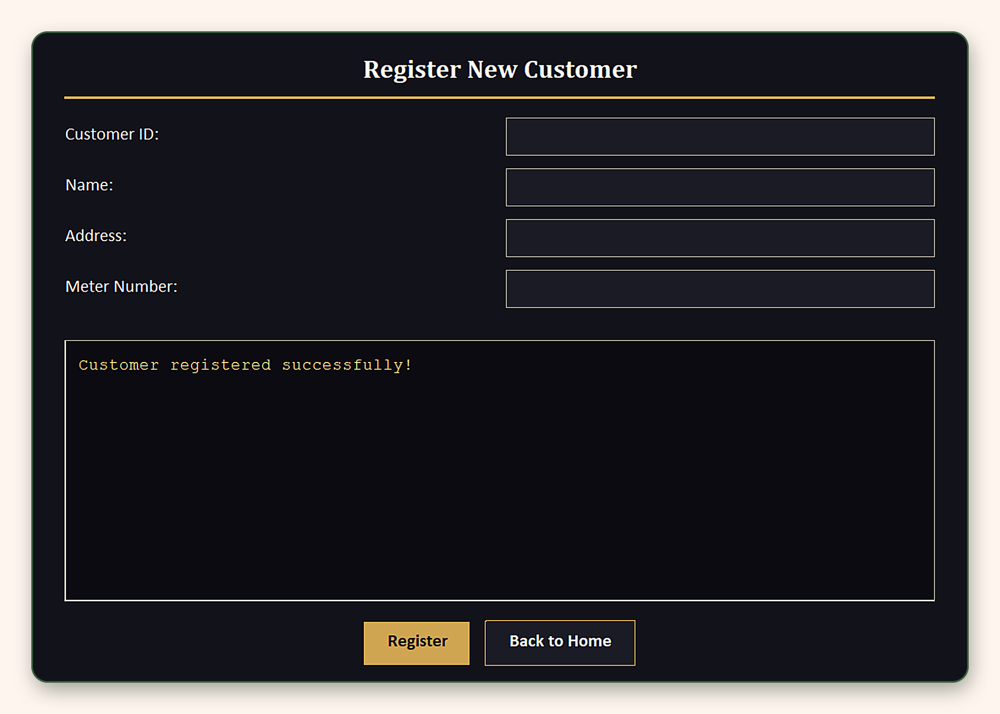 Register New Customer
Customer ID:
Name:
Address:
Meter Number:
Customer registered successfully!
Register
Back to Home